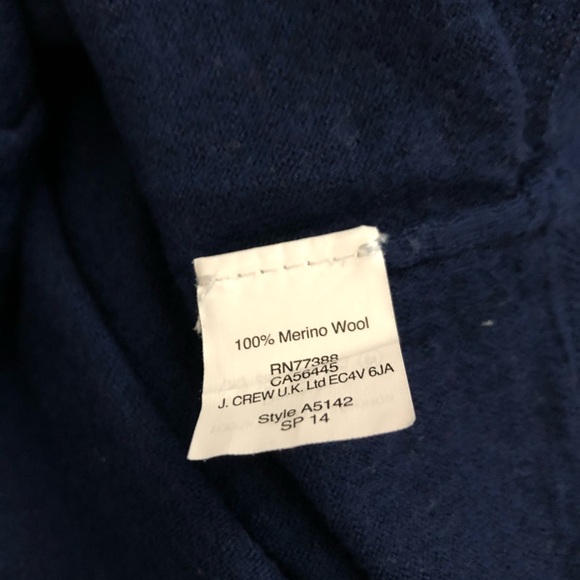 100% Merino Wool
RN77388
CA56445
J. CREW U.K. Ltd EC4V 6JA
Style A5142
SP 14